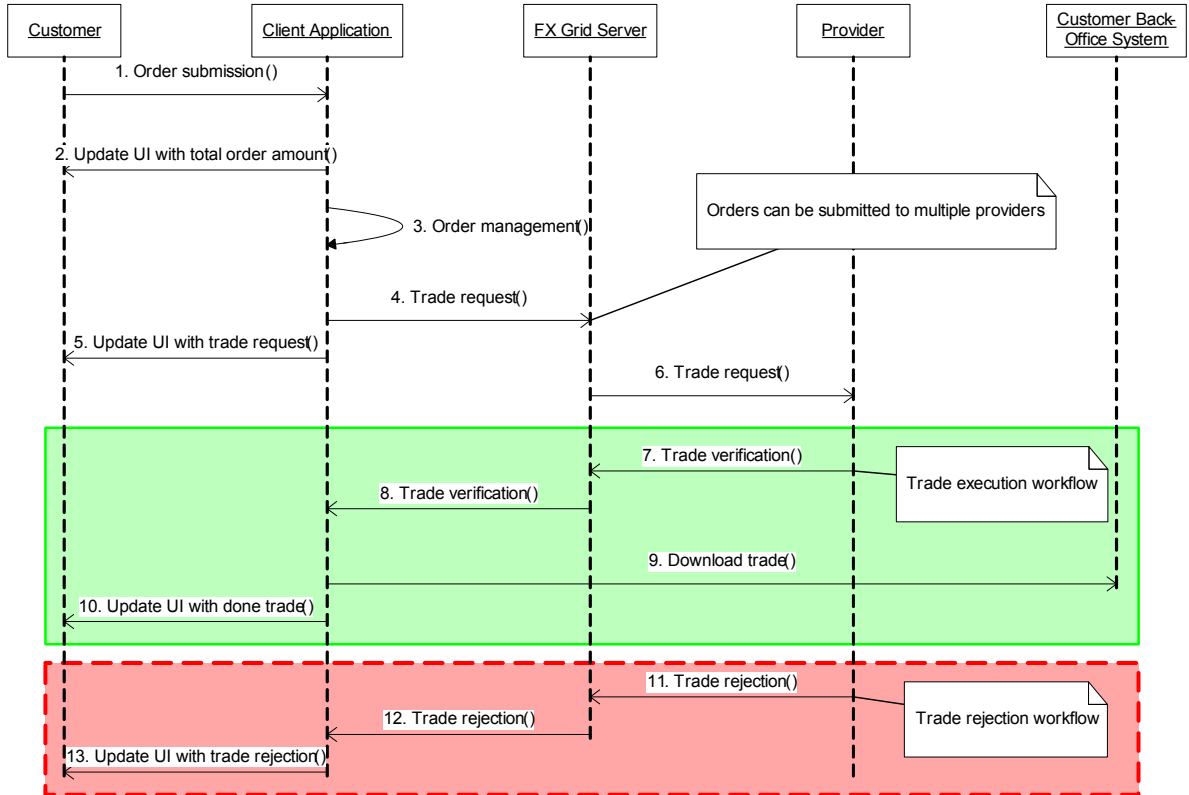 Customer
Client Application
FX Grid Server
Provider
Customer Back-
Office System
1. Order submission()
2. Update UI with total order amount()
Orders can be submitted to multiple providers
3. Order management()
4. Trade request()
5. Update UI with trade request()
6. Trade request()
7. Trade verification()
Trade execution workflow
8. Trade verification()
9. Download trade()
10. Update UI with done trade()
11. Trade rejection()
Trade rejection workflow
12. Trade rejection()
13. Update UI with trade rejection()